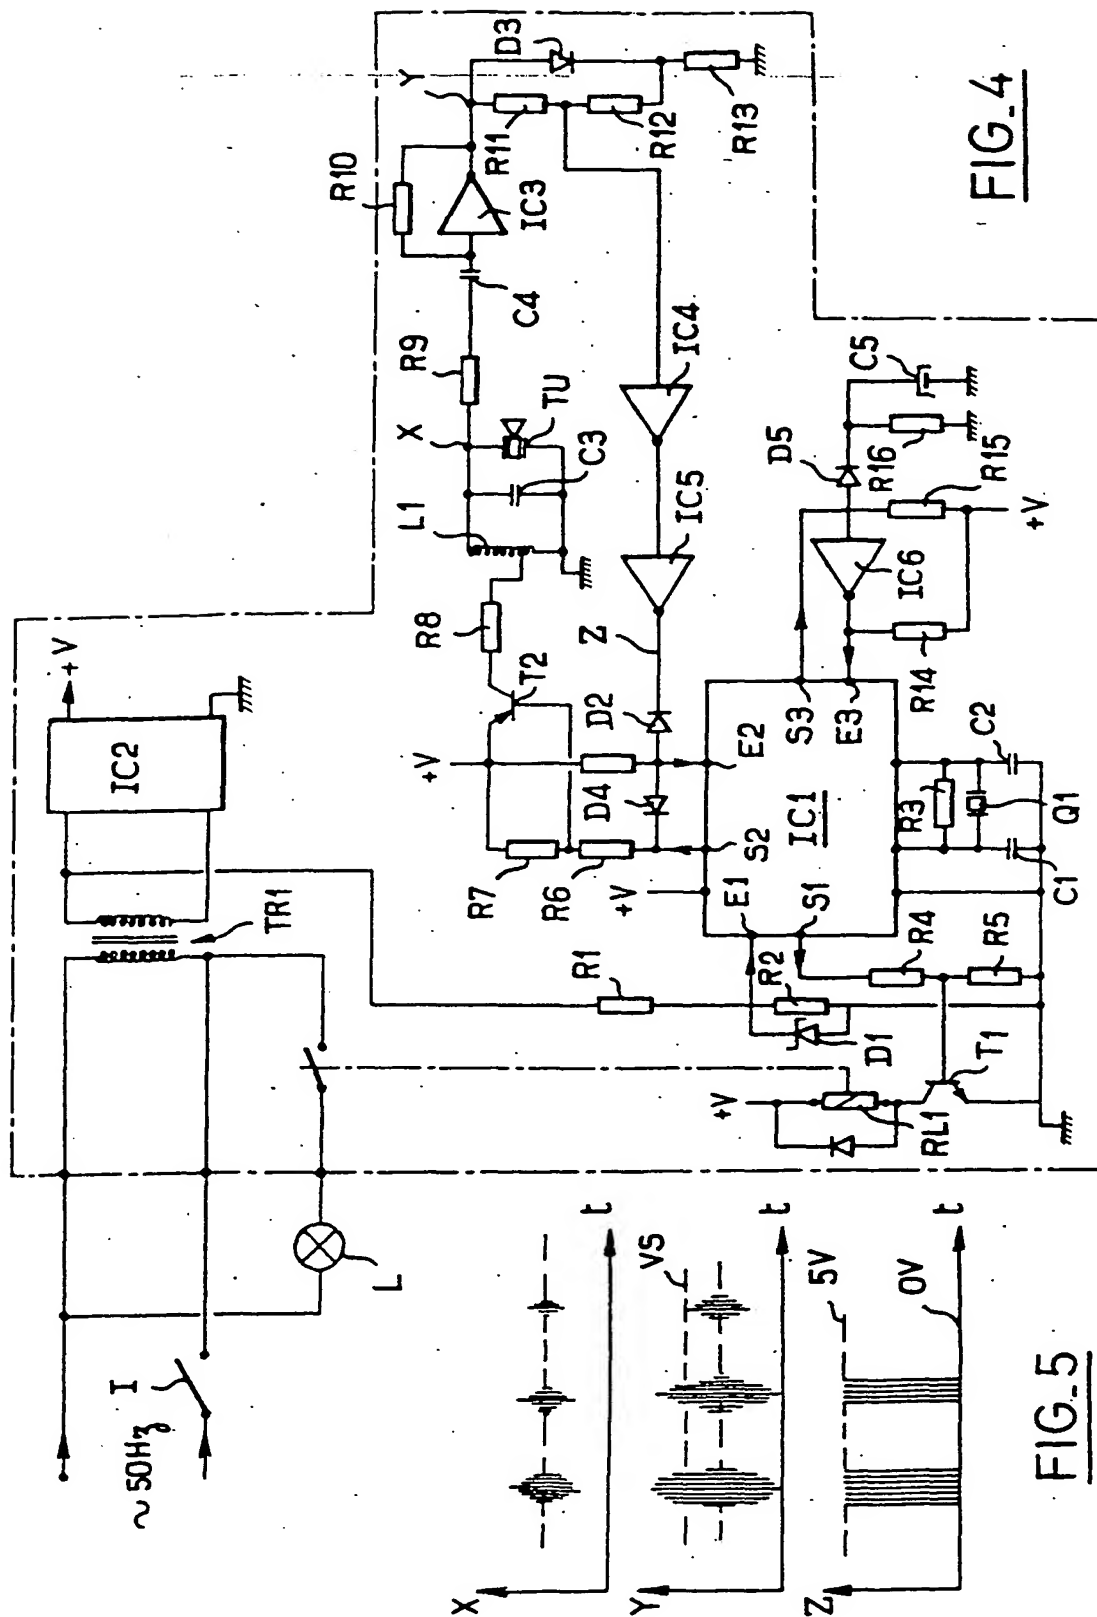 ~50Hz
I
L
TR1
IC2
+V
R10
C4
IC3
Y
R11
D3
R12
R13
R9
X
TU
C3
L1
R8
T2
+V
R7
R6
D4
D2
Z
IC5
IC4
+V
S2
E2
E1
IC1
S1
S3
E3
D5
C5
R16
R15
IC6
R14
+V
R1
R2
D1
R4
R5
T1
+V
RL1
R3
C1
Q1
C2
FIG_4
X
t
Y
VS
t
Z
5V
0V
t
FIG_5